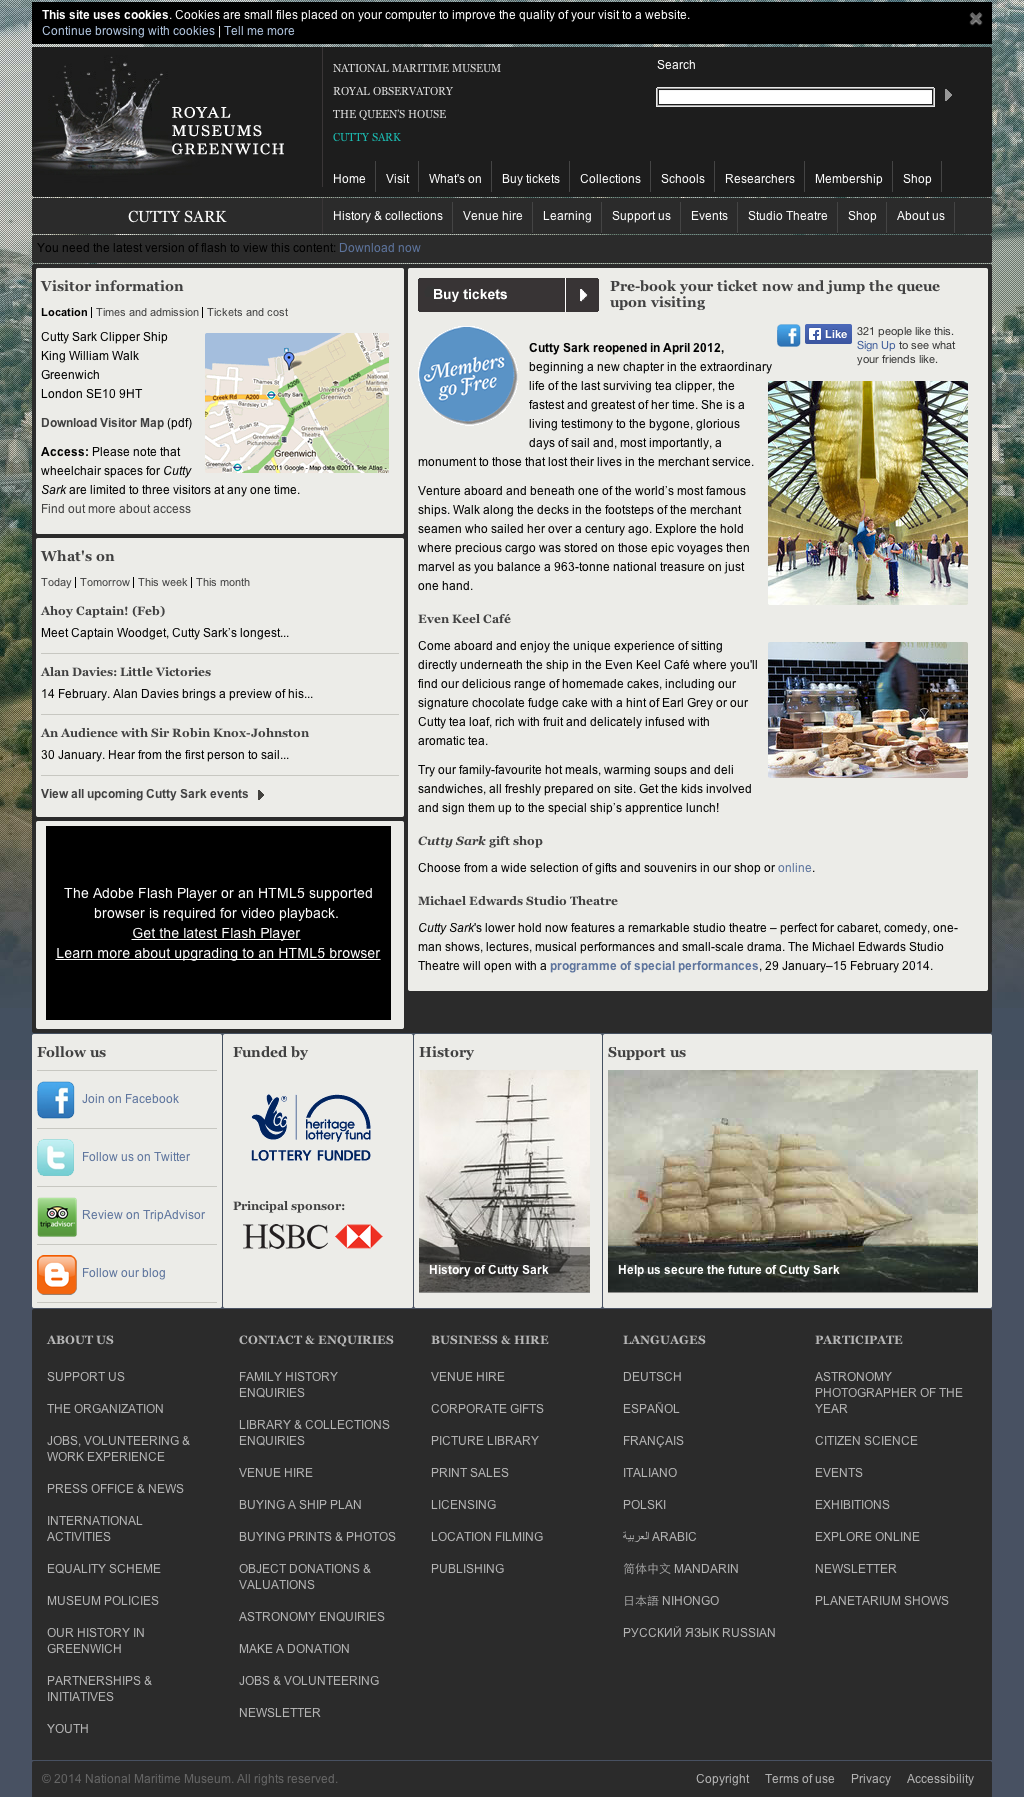 This site uses cookies. Cookies are small files placed on your computer to improve the quality of your visit to a website.
Continue browsing with cookies | Tell me more
ROYAL
MUSEUMS
GREENWICH
NATIONAL MARITIME MUSEUM
ROYAL OBSERVATORY
THE QUEEN'S HOUSE
CUTTY SARK
Search
Home
Visit
What's on
Buy tickets
Collections
Schools
Researchers
Membership
Shop
CUTTY SARK
History & collections
Venue hire
Learning
Support us
Events
Studio Theatre
Shop
About us
You need the latest version of flash to view this content: Download now
Visitor information
Location | Times and admission | Tickets and cost
Cutty Sark Clipper Ship
King William Walk
Greenwich
London SE10 9HT
Download Visitor Map (pdf)
Access: Please note that
wheelchair spaces for Cutty
Sark are limited to three visitors at any one time.
Find out more about access
Thames St
Creek Rd
A200
A206
Cutty Sark
University of Greenwich
National Maritime Museum
Greenwich Picturehouse
Greenwich Theatre
Greenwich
©2011 Google - Map data ©2011 Tele Atlas -
What's on
Today | Tomorrow | This week | This month
Ahoy Captain! (Feb)
Meet Captain Woodget, Cutty Sark's longest...
Alan Davies: Little Victories
14 February. Alan Davies brings a preview of his...
An Audience with Sir Robin Knox-Johnston
30 January. Hear from the first person to sail...
View all upcoming Cutty Sark events
The Adobe Flash Player or an HTML5 supported
browser is required for video playback.
Get the latest Flash Player
Learn more about upgrading to an HTML5 browser
Buy tickets
Pre-book your ticket now and jump the queue
upon visiting
Members
go Free
Like
321 people like this.
Sign Up to see what
your friends like.
Cutty Sark reopened in April 2012,
beginning a new chapter in the extraordinary
life of the last surviving tea clipper, the
fastest and greatest of her time. She is a
living testimony to the bygone, glorious
days of sail and, most importantly, a
monument to those that lost their lives in the merchant service.
Venture aboard and beneath one of the world's most famous
ships. Walk along the decks in the footsteps of the merchant
seamen who sailed her over a century ago. Explore the hold
where precious cargo was stored on those epic voyages then
marvel as you balance a 963-tonne national treasure on just
one hand.
Even Keel Café
Come aboard and enjoy the unique experience of sitting
directly underneath the ship in the Even Keel Café where you'll
find our delicious range of homemade cakes, including our
signature chocolate fudge cake with a hint of Earl Grey or our
Cutty tea loaf, rich with fruit and delicately infused with
aromatic tea.
Try our family-favourite hot meals, warming soups and deli
sandwiches, all freshly prepared on site. Get the kids involved
and sign them up to the special ship's apprentice lunch!
Cutty Sark gift shop
Choose from a wide selection of gifts and souvenirs in our shop or online.
Michael Edwards Studio Theatre
Cutty Sark's lower hold now features a remarkable studio theatre – perfect for cabaret, comedy, one-
man shows, lectures, musical performances and small-scale drama. The Michael Edwards Studio
Theatre will open with a programme of special performances, 29 January–15 February 2014.
Follow us
Join on Facebook
Follow us on Twitter
tripadvisor
Review on TripAdvisor
Follow our blog
Funded by
heritage
lottery fund
LOTTERY FUNDED
Principal sponsor:
HSBC
History
History of Cutty Sark
Support us
Help us secure the future of Cutty Sark
ABOUT US
SUPPORT US
THE ORGANIZATION
JOBS, VOLUNTEERING &
WORK EXPERIENCE
PRESS OFFICE & NEWS
INTERNATIONAL
ACTIVITIES
EQUALITY SCHEME
MUSEUM POLICIES
OUR HISTORY IN
GREENWICH
PARTNERSHIPS &
INITIATIVES
YOUTH
CONTACT & ENQUIRIES
FAMILY HISTORY
ENQUIRIES
LIBRARY & COLLECTIONS
ENQUIRIES
VENUE HIRE
BUYING A SHIP PLAN
BUYING PRINTS & PHOTOS
OBJECT DONATIONS &
VALUATIONS
ASTRONOMY ENQUIRIES
MAKE A DONATION
JOBS & VOLUNTEERING
NEWSLETTER
BUSINESS & HIRE
VENUE HIRE
CORPORATE GIFTS
PICTURE LIBRARY
PRINT SALES
LICENSING
LOCATION FILMING
PUBLISHING
LANGUAGES
DEUTSCH
ESPAÑOL
FRANÇAIS
ITALIANO
POLSKI
العربية ARABIC
简体中文 MANDARIN
日本語 NIHONGO
РУССКИЙ ЯЗЫК RUSSIAN
PARTICIPATE
ASTRONOMY
PHOTOGRAPHER OF THE
YEAR
CITIZEN SCIENCE
EVENTS
EXHIBITIONS
EXPLORE ONLINE
NEWSLETTER
PLANETARIUM SHOWS
© 2014 National Maritime Museum. All rights reserved.
Copyright
Terms of use
Privacy
Accessibility